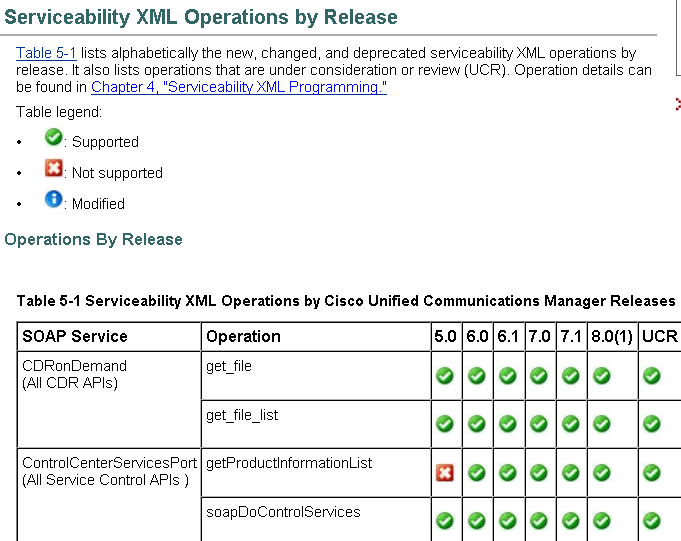 Serviceability XML Operations by Release
Table 5-1 lists alphabetically the new, changed, and deprecated serviceability XML operations by
release. It also lists operations that are under consideration or review (UCR). Operation details can
be found in Chapter 4, "Serviceability XML Programming."
Table legend:
• : Supported
• : Not supported
• : Modified
Operations By Release
Table 5-1 Serviceability XML Operations by Cisco Unified Communications Manager Releases
SOAP Service Operation 5.0 6.0 6.1 7.0 7.1 8.0(1) UCR
CDRonDemand get_file
(All CDR APIs)
get_file_list
ControlCenterServicesPort getProductInformationList
(All Service Control APIs )
soapDoControlServices